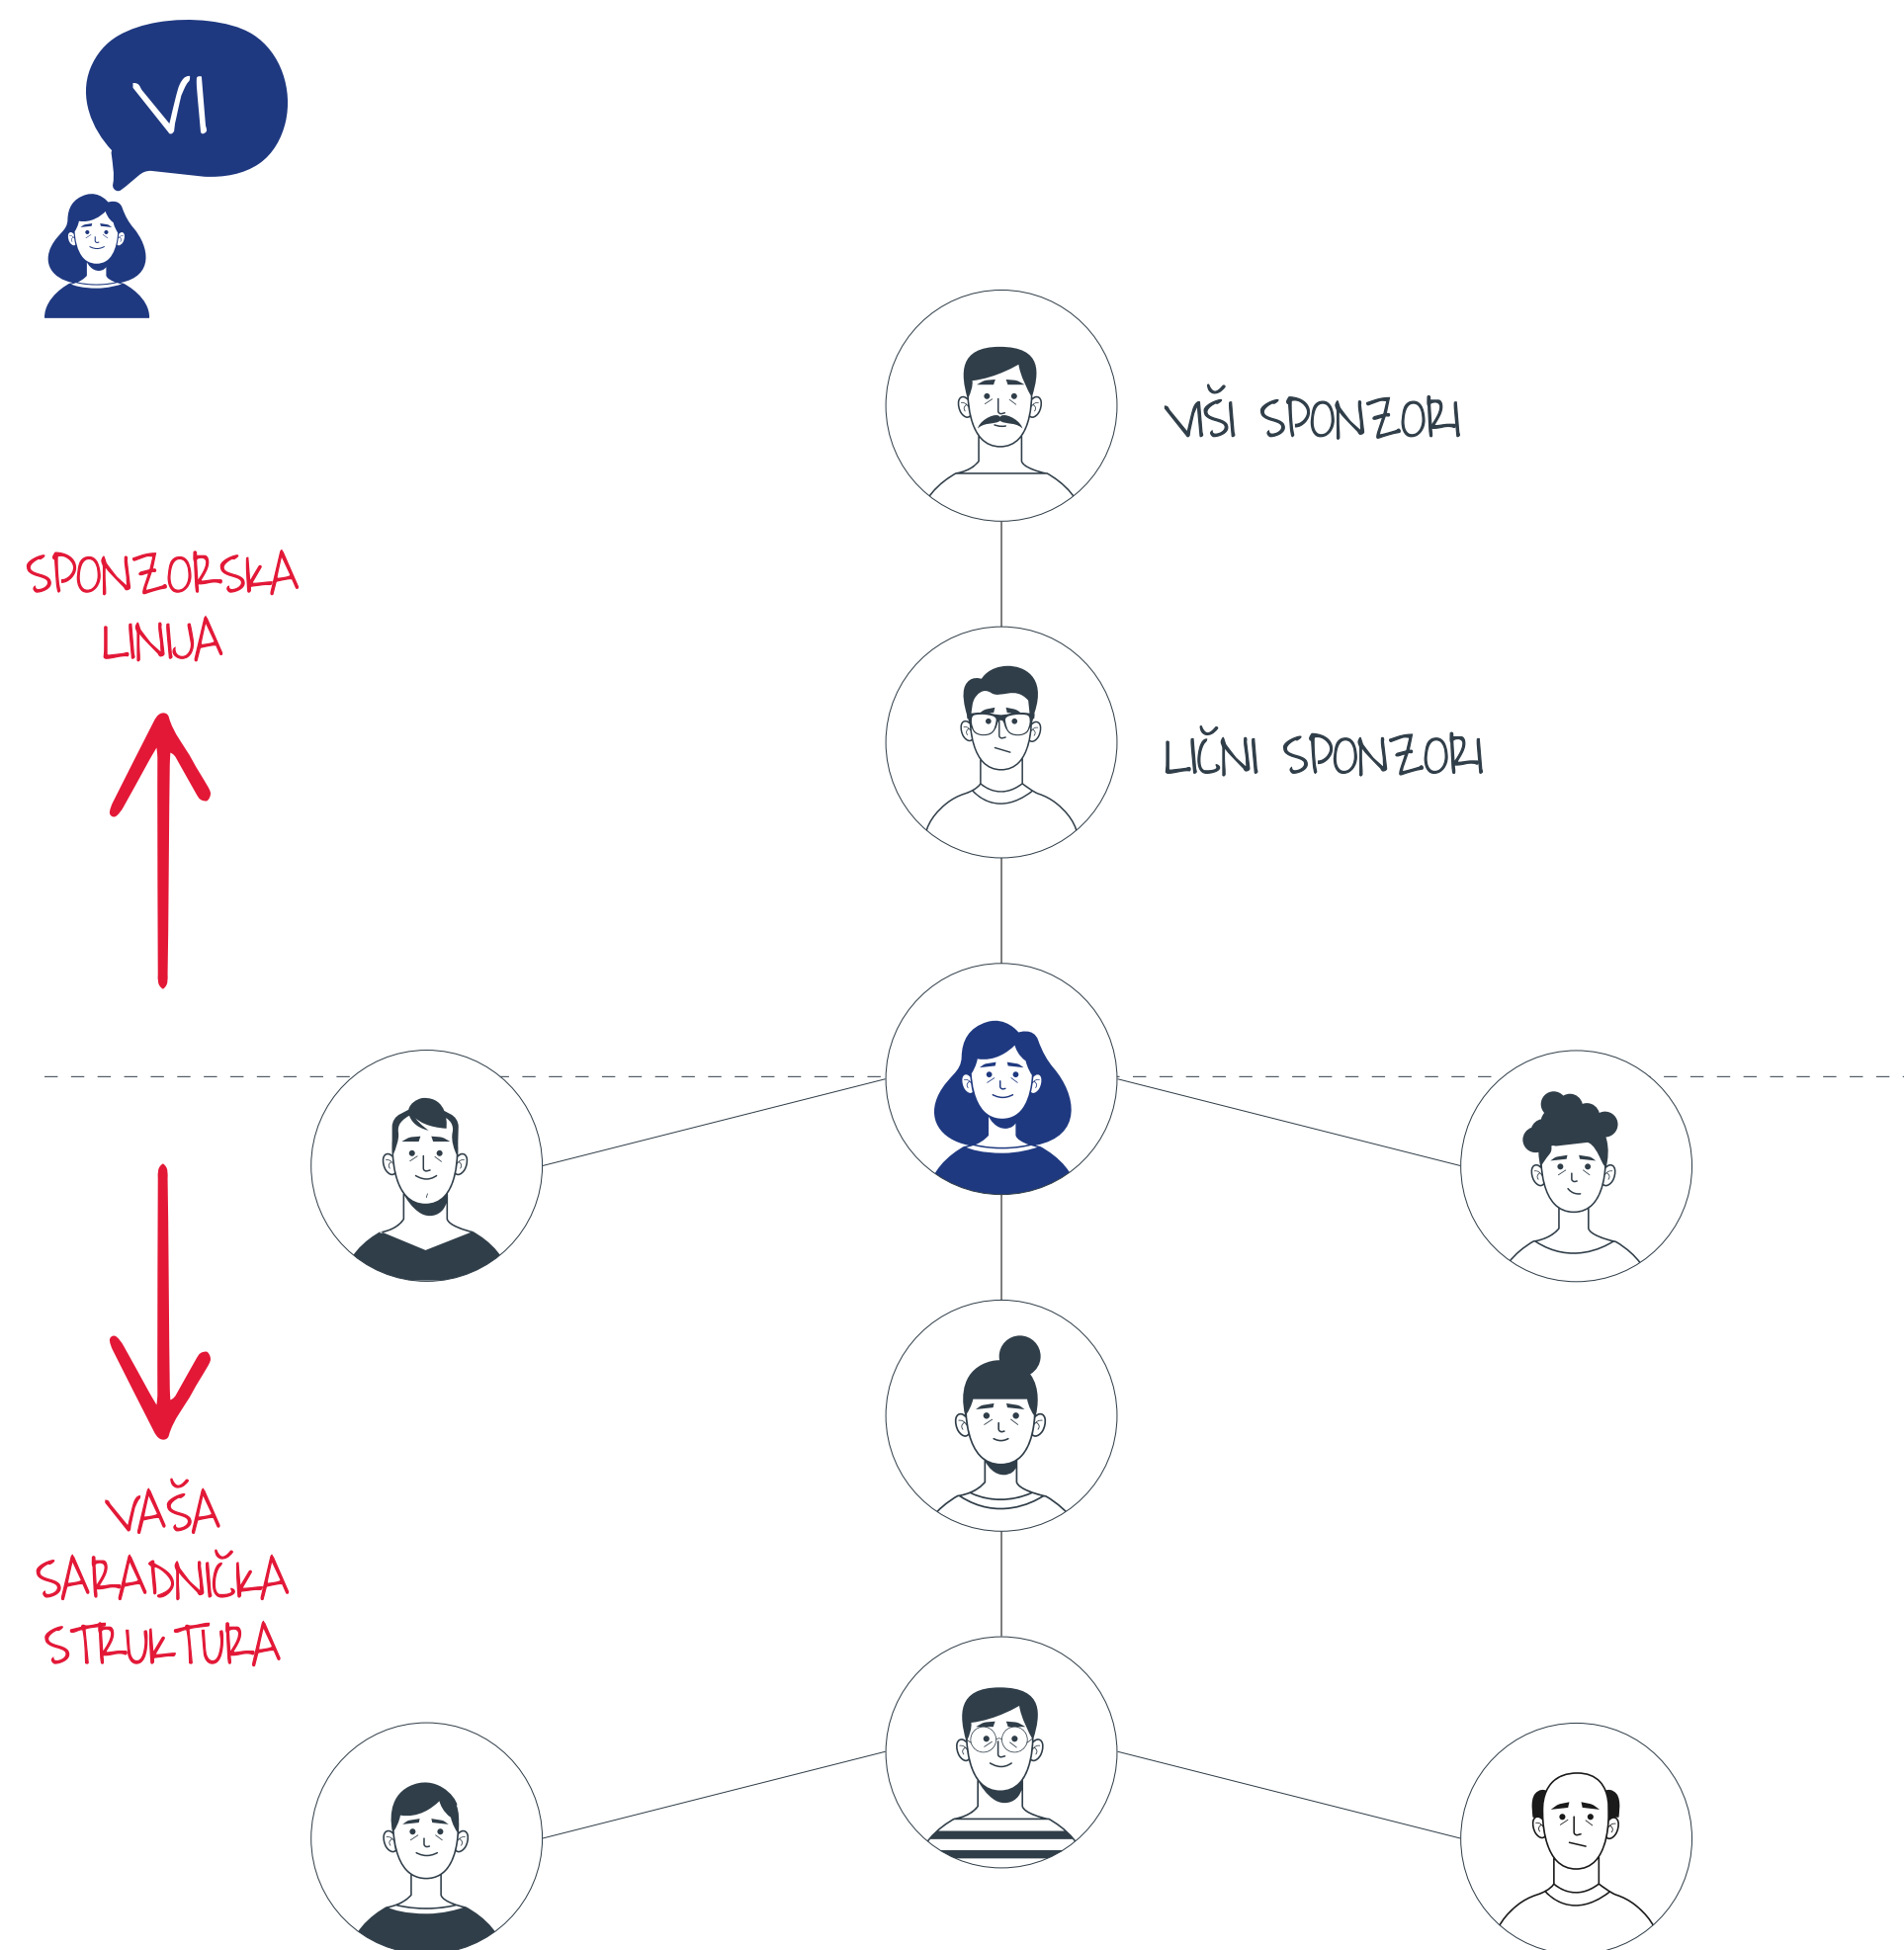 VI
VIŠI SPONZORI
SPONZORSKA
LINIJA
LIČNI SPONZORI
VAŠA
SARADNIČKA
STRUKTURA